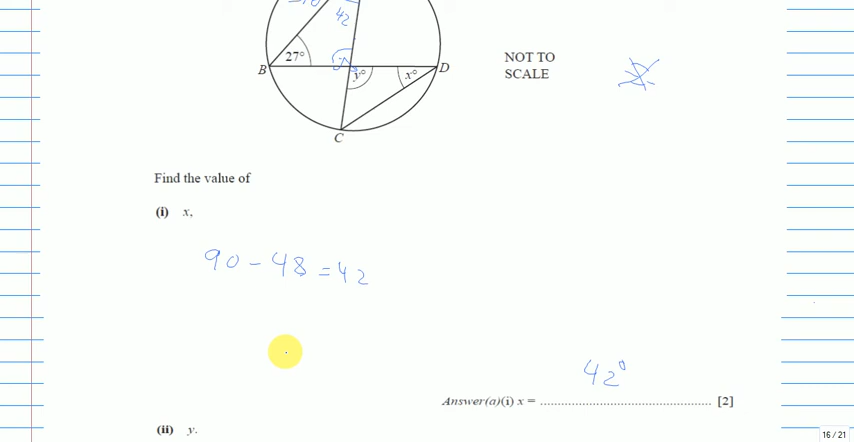 42
27°
B
y°
x°
D
NOT TO
SCALE
C
Find the value of
(i) x,
90 - 48 = 42
42°
Answer(a)(i) x = ................................................ [2]
(ii) y.
16 / 21